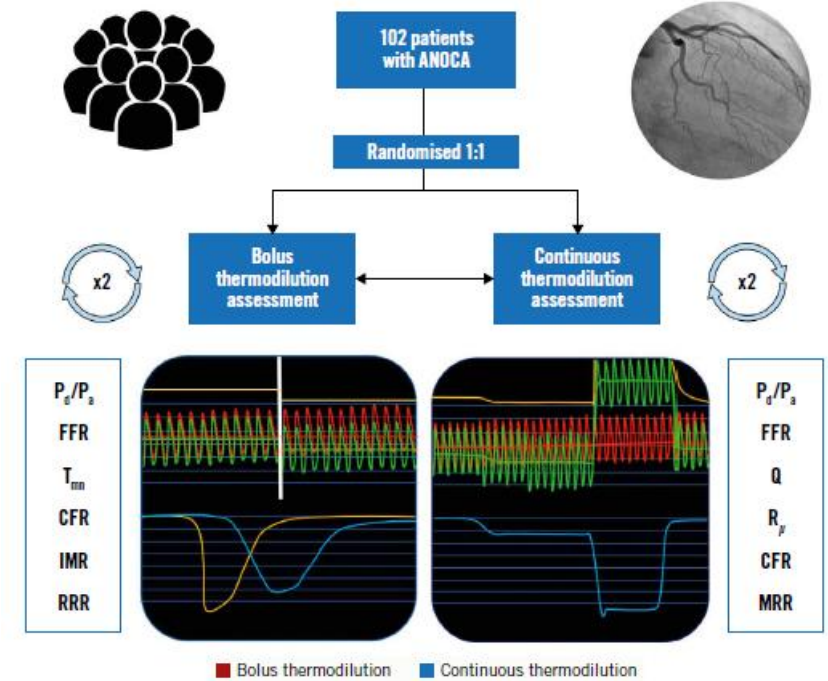 102 patients
with ANOCA
Randomised 1:1
Bolus
thermodilution
assessment
Continuous
thermodilution
assessment
x2
x2
Pd/Pa
FFR
Tmn
CFR
IMR
RRR
Pd/Pa
FFR
Q
Rμ
CFR
MRR
Bolus thermodilution
Continuous thermodilution